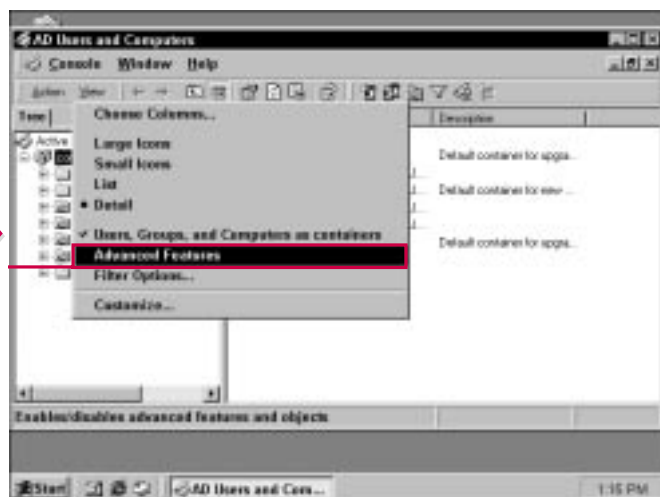 AD Users and Computers
Console Window Help
Action View
Tree
Description
Active
Choose Columns...
Large Icons
Small Icons
List
Detail
Users, Groups, and Computers as containers
Advanced Features
Filter Options...
Customize...
Default container for upgra...
Default container for new ...
Default container for upgra...
Enables/disables advanced features and objects
Start
AD Users and Com...
1:15 PM